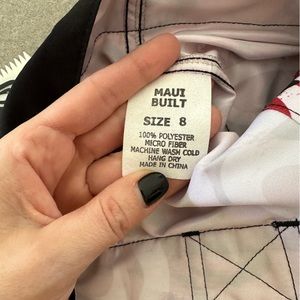 MAUI
BUILT
SIZE 8
100% POLYESTER
MICRO FIBER
MACHINE WASH COLD
HANG DRY
MADE IN CHINA